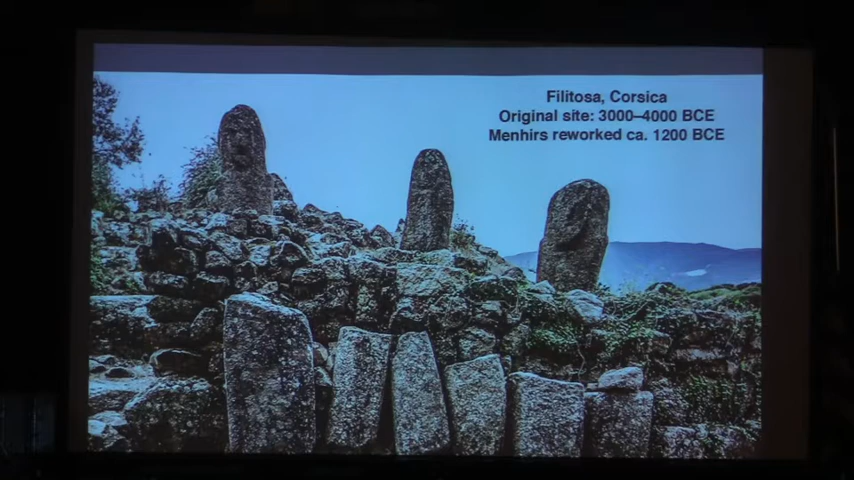 Filitosa, Corsica
Original site: 3000–4000 BCE
Menhirs reworked ca. 1200 BCE